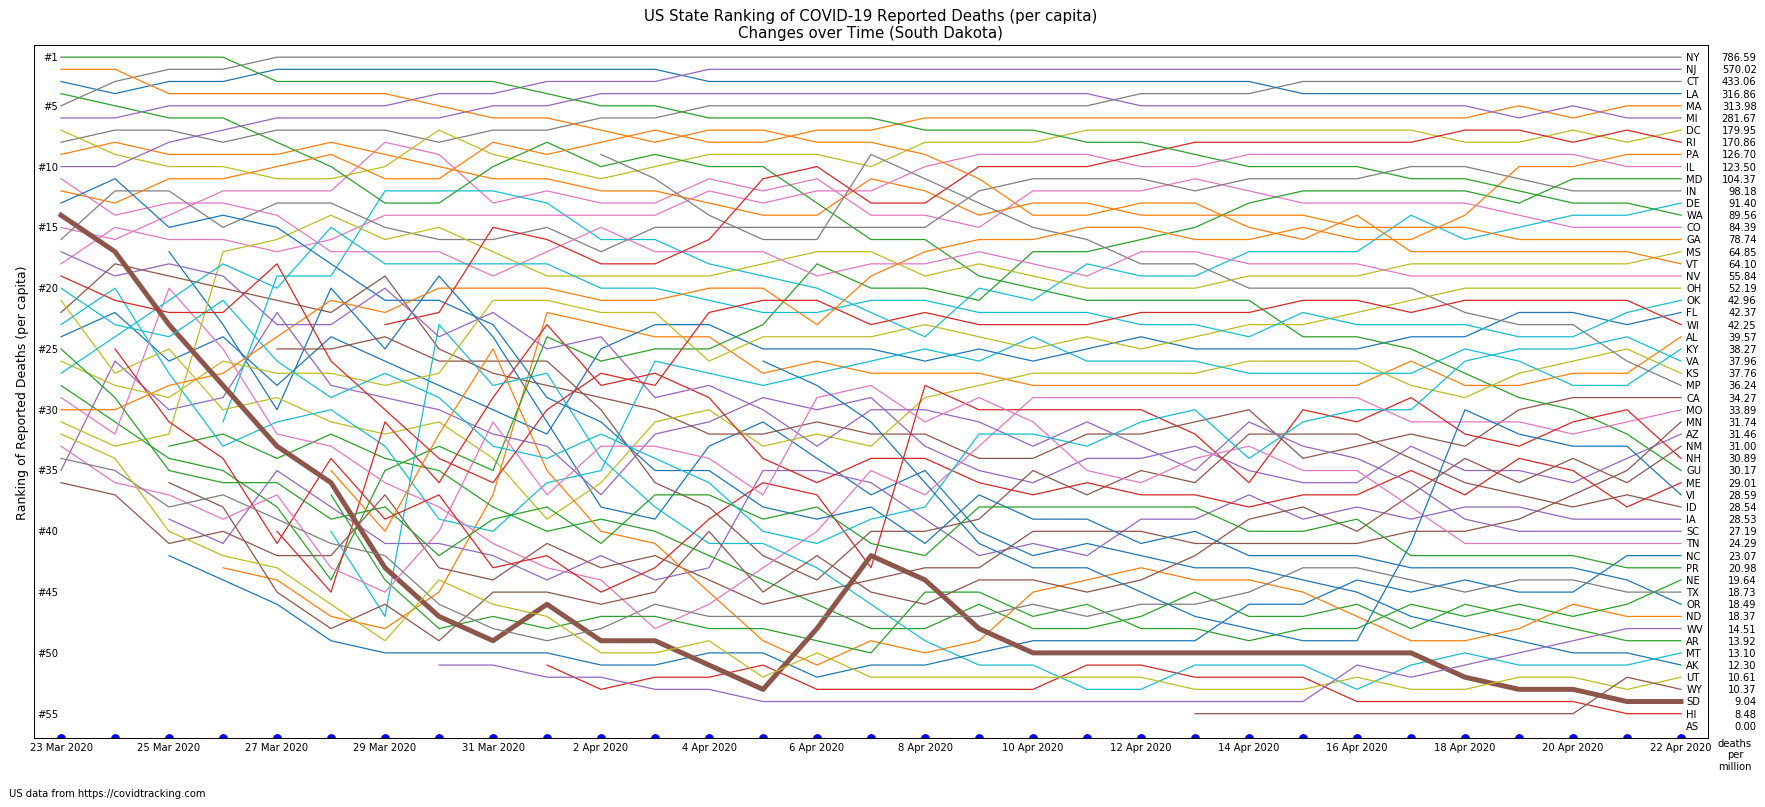 US State Ranking of COVID-19 Reported Deaths (per capita)
Changes over Time (South Dakota)
Ranking of Reported Deaths (per capita)
#1
#5
#10
#15
#20
#25
#30
#35
#40
#45
#50
#55
NY 786.59
NJ 570.02
CT 433.06
LA 316.86
MA 313.98
MI 281.67
DC 179.95
RI 170.86
PA 126.70
IL 123.50
MD 104.37
IN 98.18
DE 91.40
WA 89.56
CO 84.39
GA 78.74
MS 64.85
VT 64.10
NV 55.84
OH 52.19
OK 42.96
FL 42.37
WI 42.25
AL 39.57
KY 38.27
VA 37.96
KS 37.76
MP 36.24
CA 34.27
MO 33.89
MN 31.74
AZ 31.46
NM 31.00
NH 30.89
GU 30.17
ME 29.01
VI 28.59
ID 28.54
IA 28.53
SC 27.19
TN 24.29
NC 23.07
PR 20.98
NE 19.64
TX 18.73
OR 18.49
ND 18.37
WV 14.51
AR 13.92
MT 13.10
AK 12.30
UT 10.61
WY 10.37
SD 9.04
HI 8.48
AS 0.00
23 Mar 2020 25 Mar 2020 27 Mar 2020 29 Mar 2020 31 Mar 2020 2 Apr 2020 4 Apr 2020 6 Apr 2020 8 Apr 2020 10 Apr 2020 12 Apr 2020 14 Apr 2020 16 Apr 2020 18 Apr 2020 20 Apr 2020 22 Apr 2020
deaths
per
million
US data from https://covidtracking.com